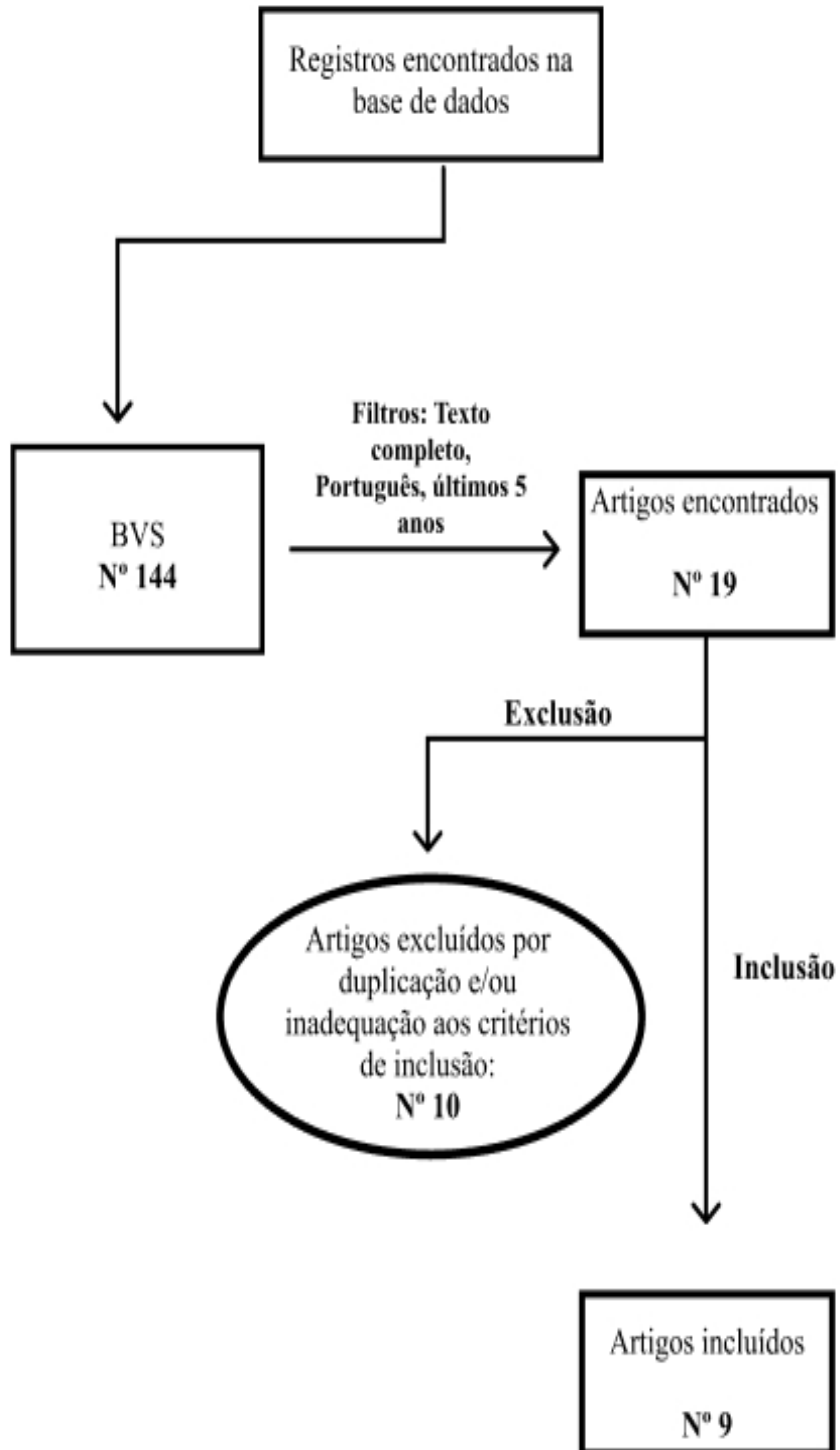 Registros encontrados na
base de dados
Filtros: Texto
completo,
Português, últimos 5
anos
BVS
Nº 144
Artigos encontrados
Nº 19
Exclusão
Artigos excluídos por
duplicação e/ou
inadequação aos critérios
de inclusão:
Nº 10
Inclusão
Artigos incluídos
Nº 9